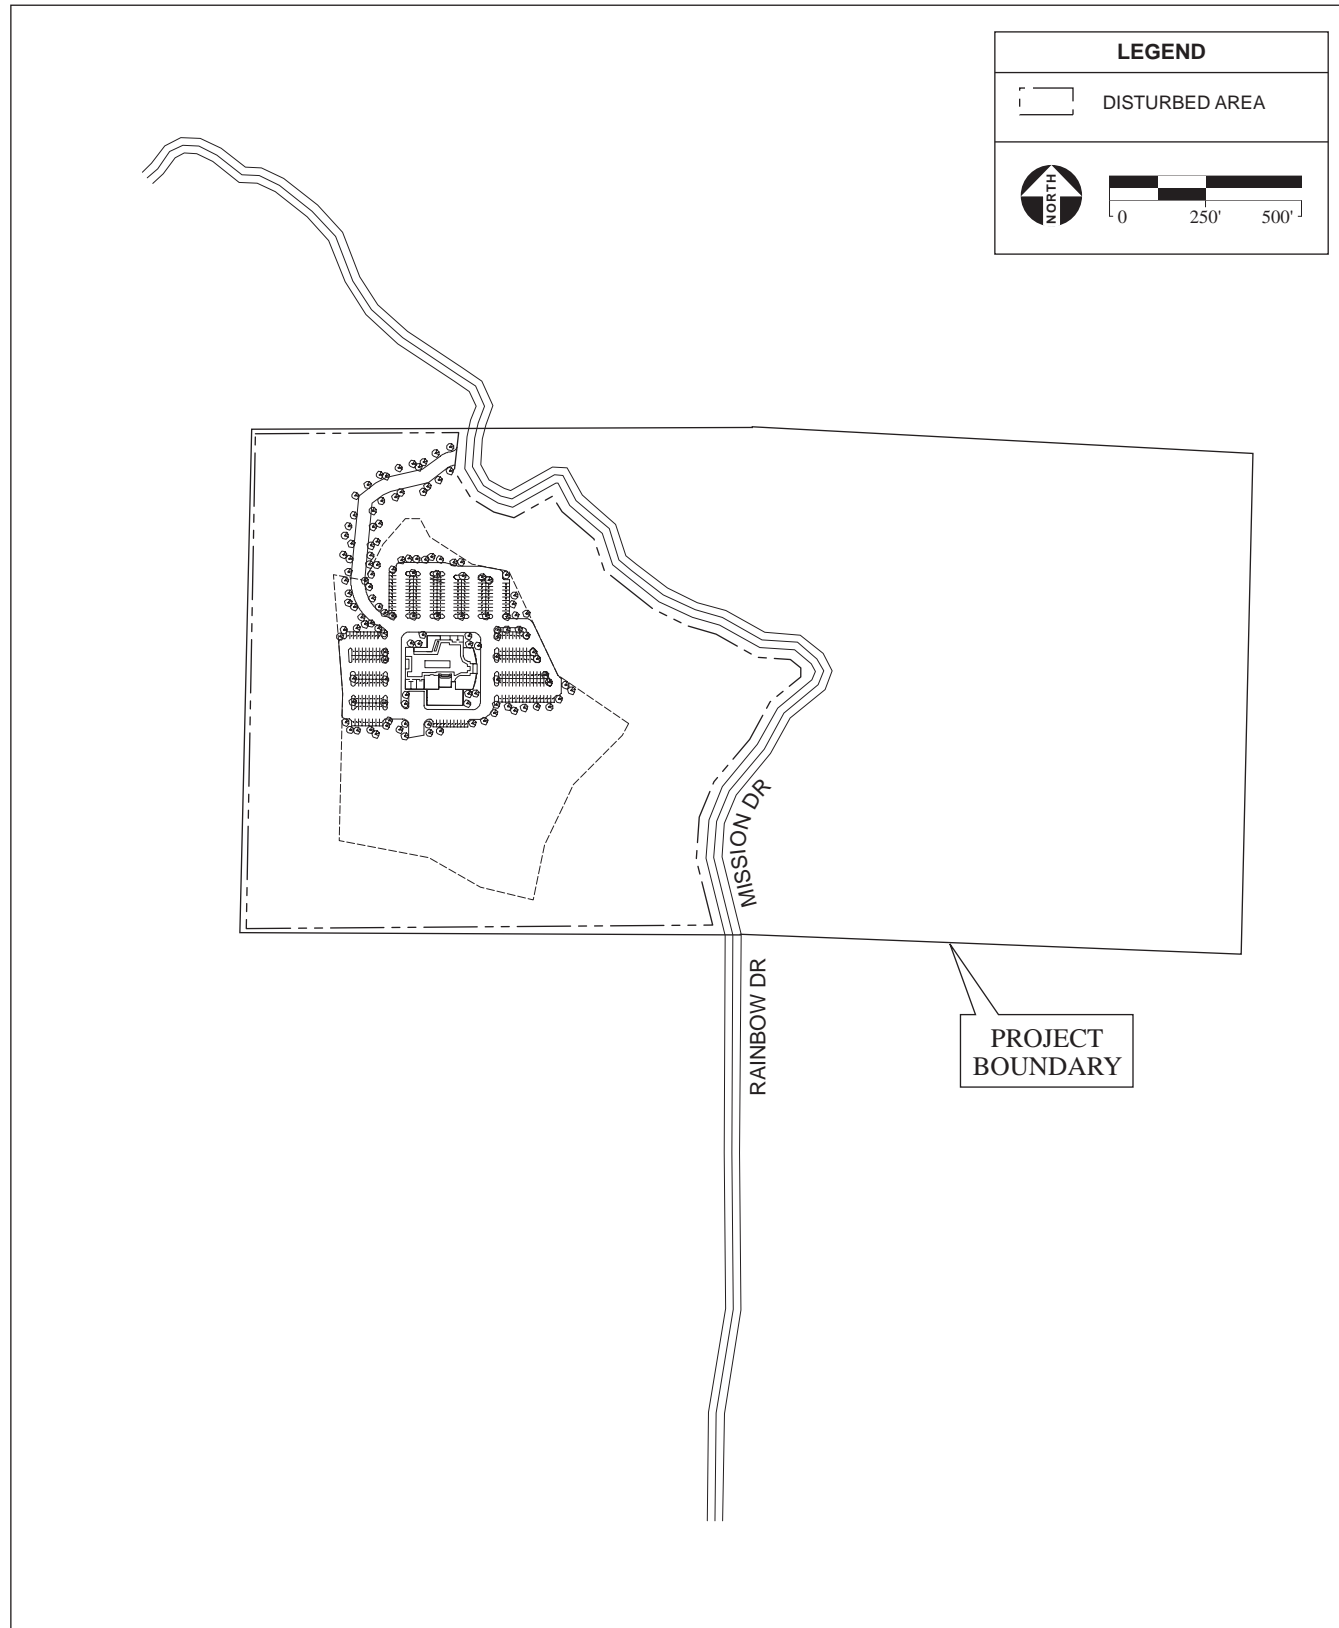 LEGEND
DISTURBED AREA
NORTH
0 250' 500'
MISSION DR
RAINBOW DR
PROJECT
BOUNDARY